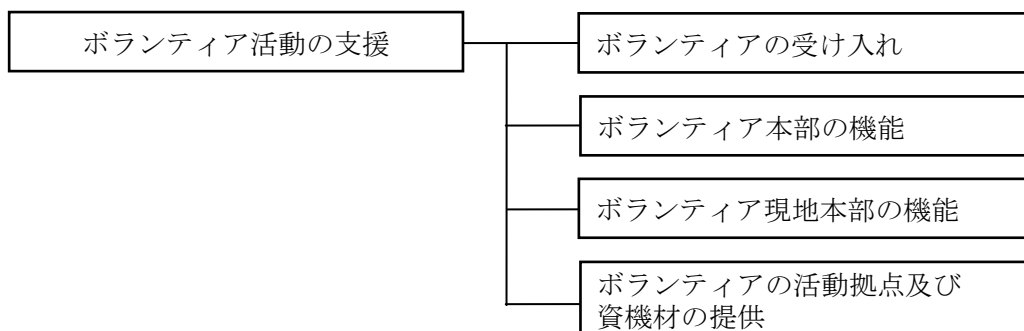 ボランティア活動の支援
ボランティアの受け入れ
ボランティア本部の機能
ボランティア現地本部の機能
ボランティアの活動拠点及び
資機材の提供